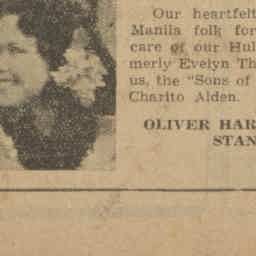 Our heartfelt
Manila folk for
care of our Hul
merly Evelyn Th
us, the "Sons of
Charito Alden.
OLIVER HAR
STAN